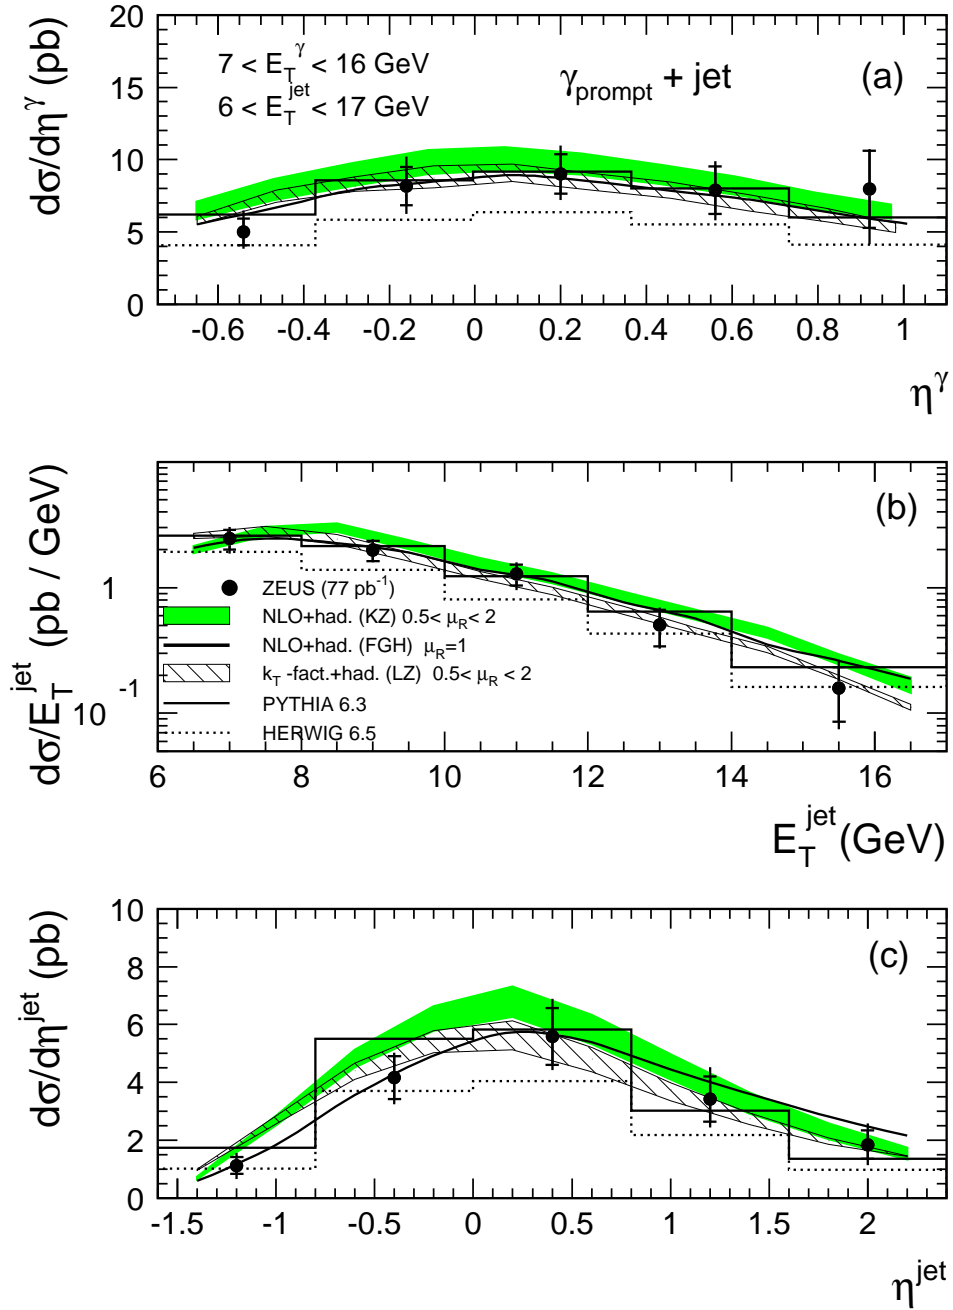 dσ/dη^γ (pb)
20
15
10
5
0
7 < E_T^γ < 16 GeV
6 < E_T^jet < 17 GeV
γ_prompt + jet
(a)
-0.6 -0.4 -0.2 0 0.2 0.4 0.6 0.8 1
η^γ
dσ/E_T^jet (pb / GeV)
1
10^-1
(b)
ZEUS (77 pb^-1)
NLO+had. (KZ) 0.5< μ_R< 2
NLO+had. (FGH) μ_R=1
k_T -fact.+had. (LZ) 0.5< μ_R < 2
PYTHIA 6.3
HERWIG 6.5
6 8 10 12 14 16
E_T^jet (GeV)
dσ/dη^jet (pb)
10
8
6
4
2
0
(c)
-1.5 -1 -0.5 0 0.5 1 1.5 2
η^jet